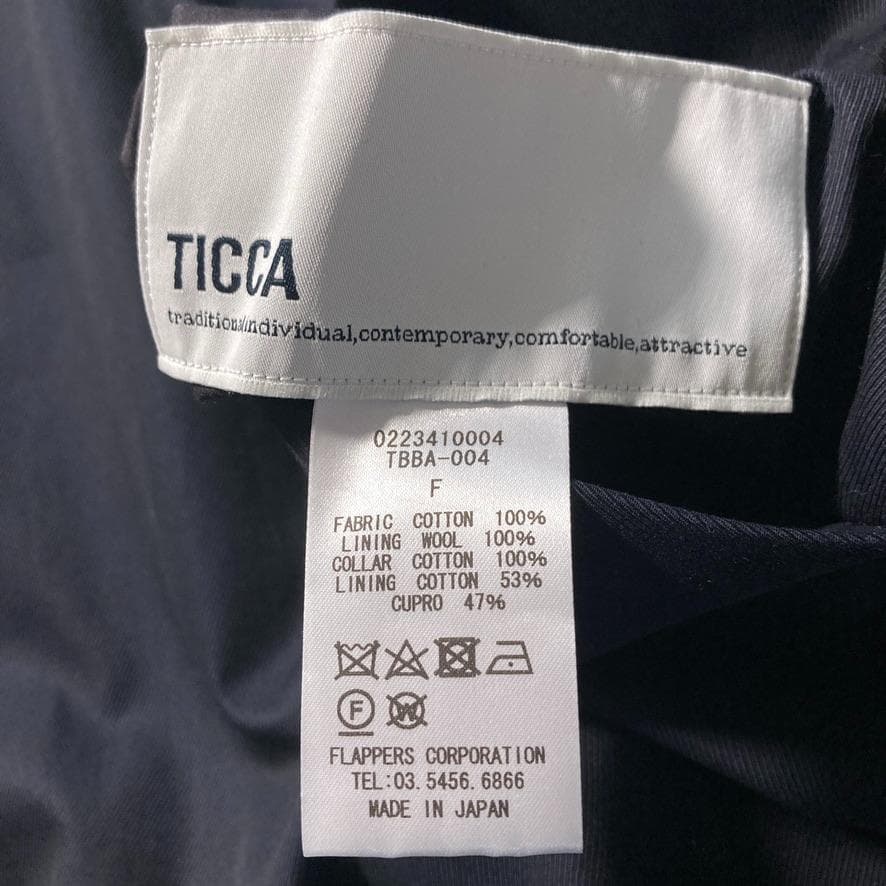 TICCA
traditional/individual,contemporary,comfortable,attractive
0223410004
TBBA-004
F
FABRIC COTTON 100%
LINING WOOL 100%
COLLAR COTTON 100%
LINING COTTON 53%
CUPRO 47%
F W
FLAPPERS CORPORATION
TEL:03.5456.6866
MADE IN JAPAN